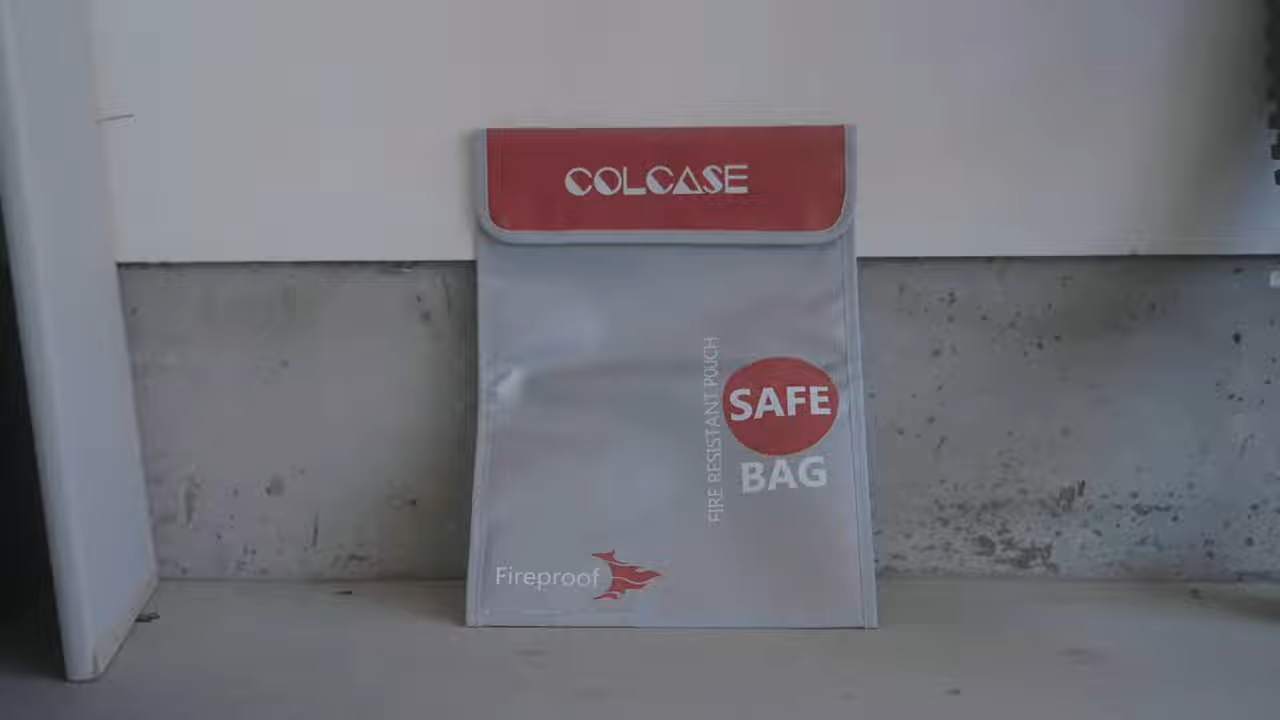 COLCASE
FIRE RESISTANT POUCH
SAFE
BAG
Fireproof